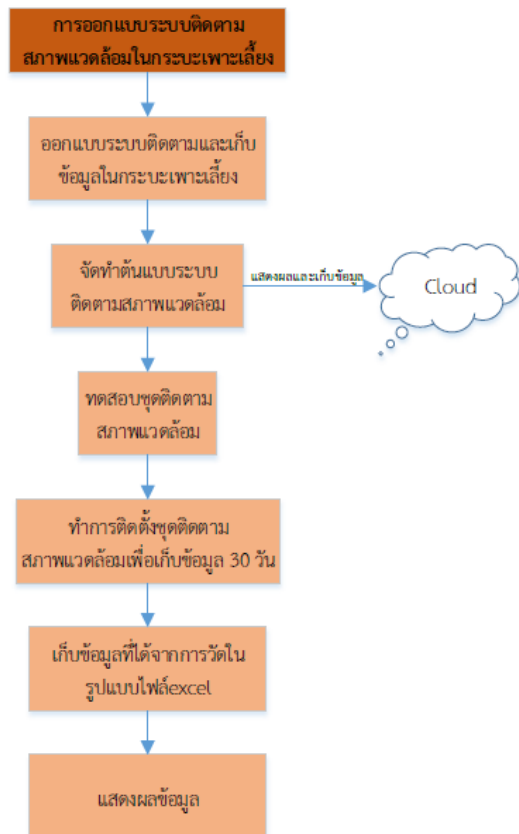 การออกแบบระบบติดตาม
สภาพแวดล้อมในกระบะเพาะเลี้ยง
ออกแบบระบบติดตามและเก็บ
ข้อมูลในกระบะเพาะเลี้ยง
จัดทำต้นแบบระบบ
ติดตามสภาพแวดล้อม
แสดงผลและเก็บข้อมูล
Cloud
ทดสอบชุดติดตาม
สภาพแวดล้อม
ทำการติดตั้งชุดติดตาม
สภาพแวดล้อมเพื่อเก็บข้อมูล 30 วัน
เก็บข้อมูลที่ได้จากการวัดใน
รูปแบบไฟล์excel
แสดงผลข้อมูล